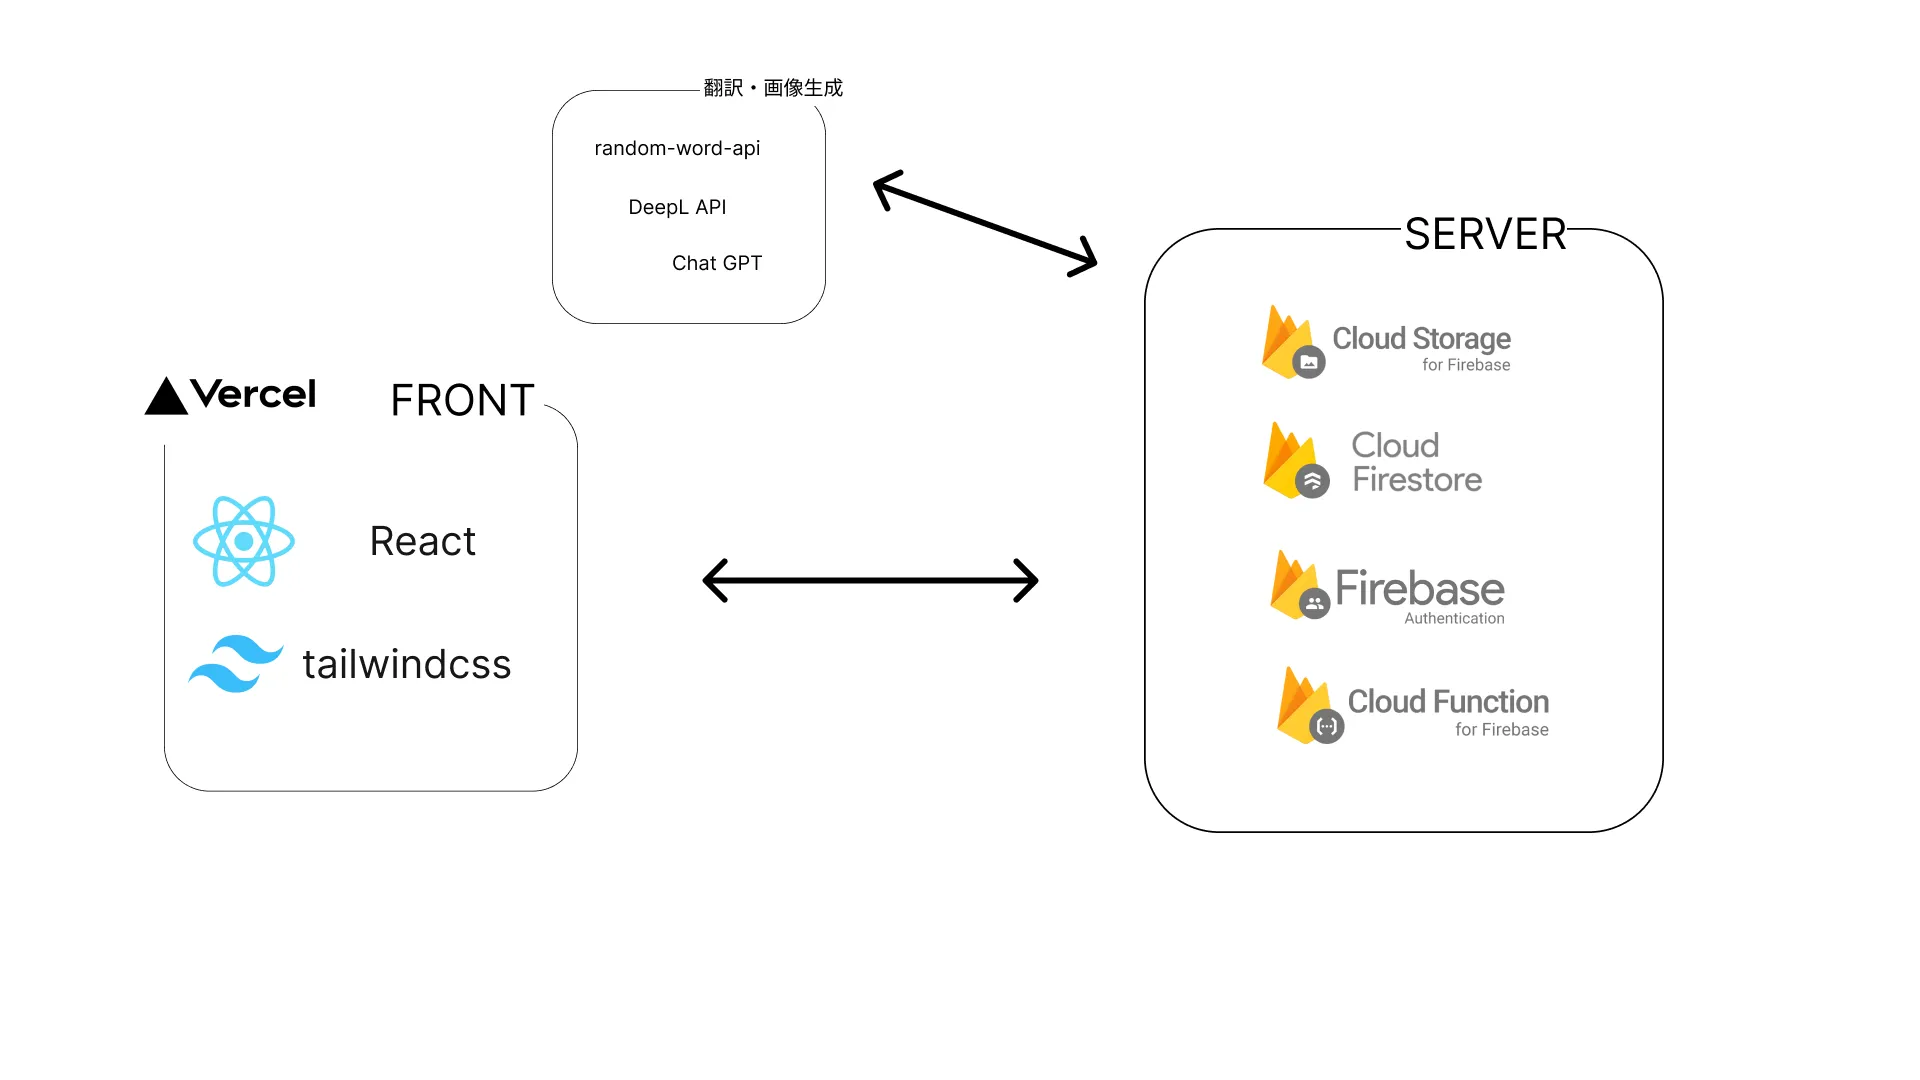 翻訳・画像生成
random-word-api
DeepL API
Chat GPT
Vercel
FRONT
React
tailwindcss
SERVER
Cloud Storage
for Firebase
Cloud
Firestore
Firebase
Authentication
Cloud Function
for Firebase